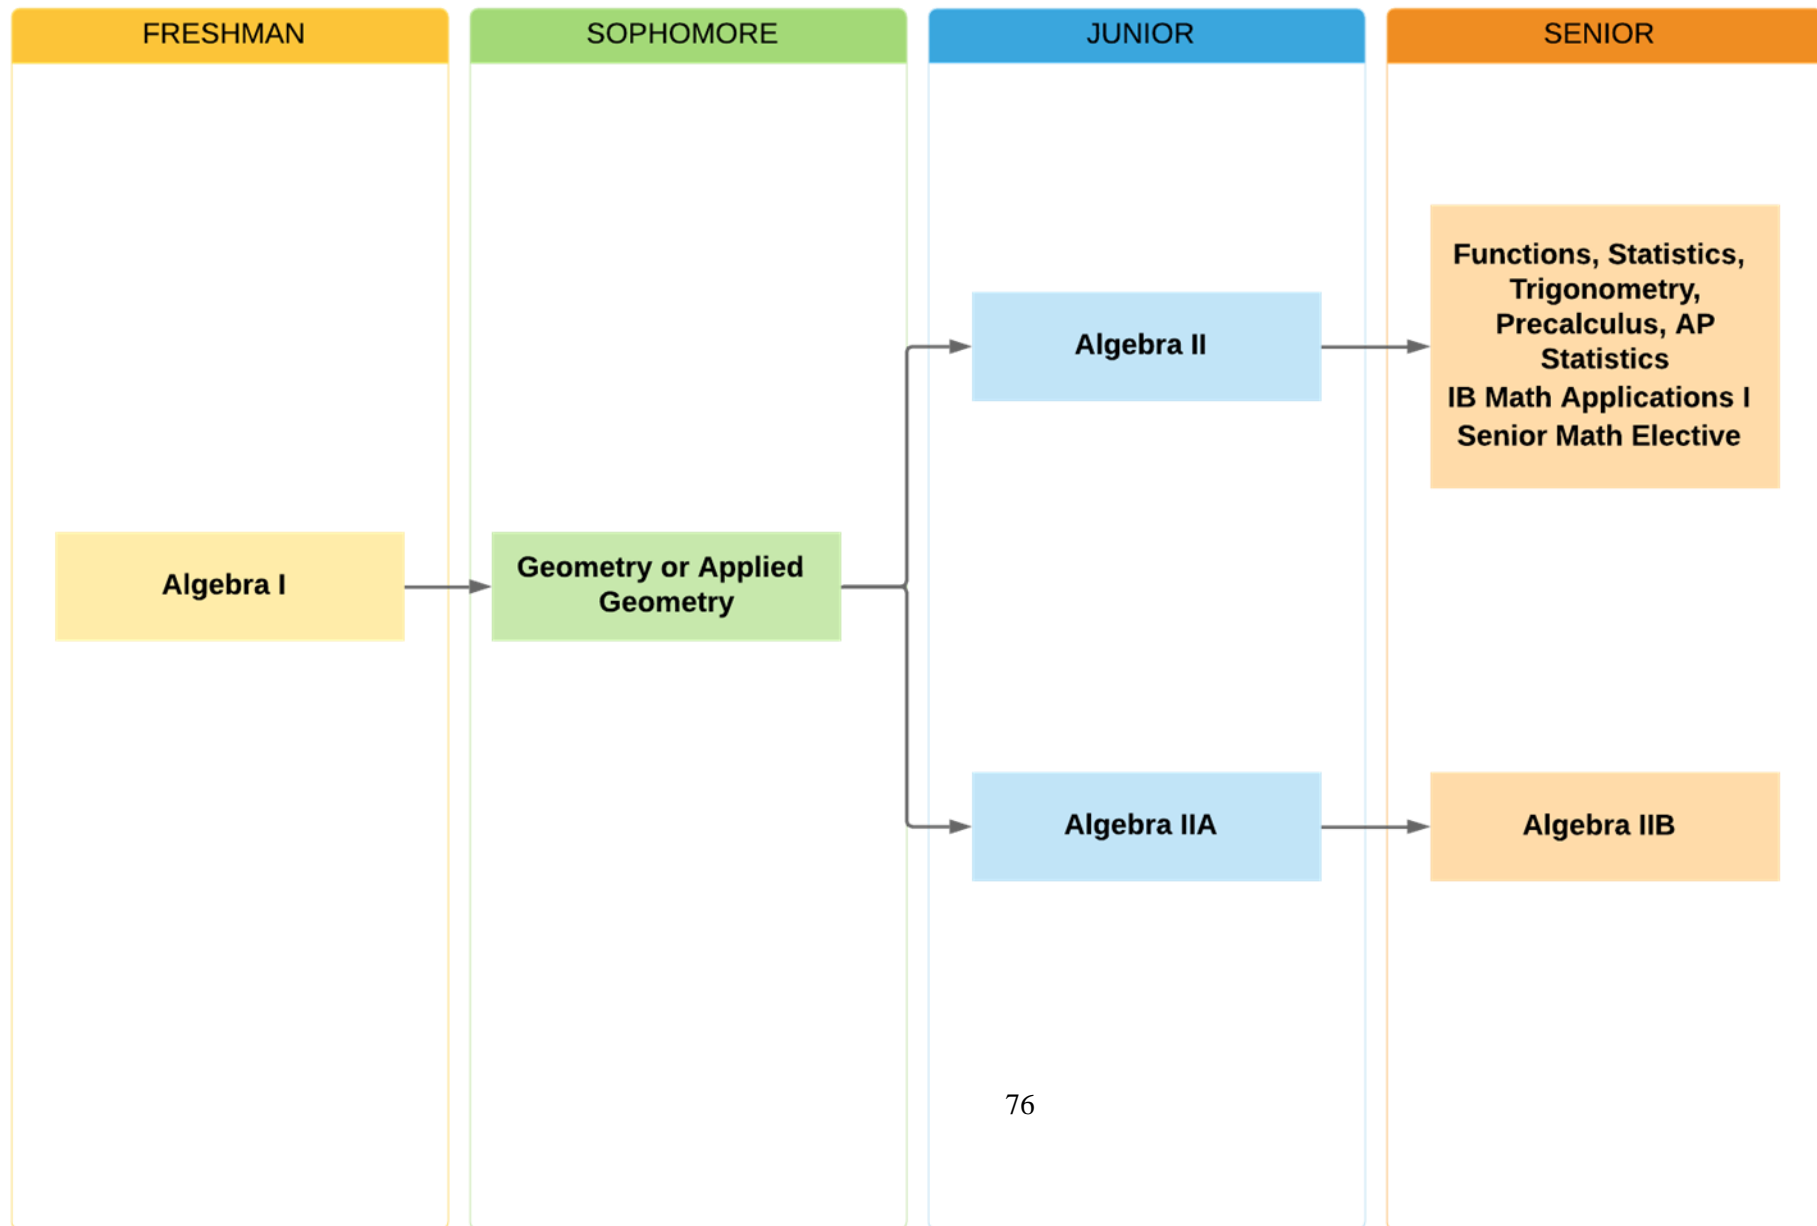 FRESHMAN
SOPHOMORE
JUNIOR
SENIOR
Algebra I
Geometry or Applied
Geometry
Algebra II
Functions, Statistics,
Trigonometry,
Precalculus, AP
Statistics
IB Math Applications I
Senior Math Elective
Algebra IIA
Algebra IIB
76